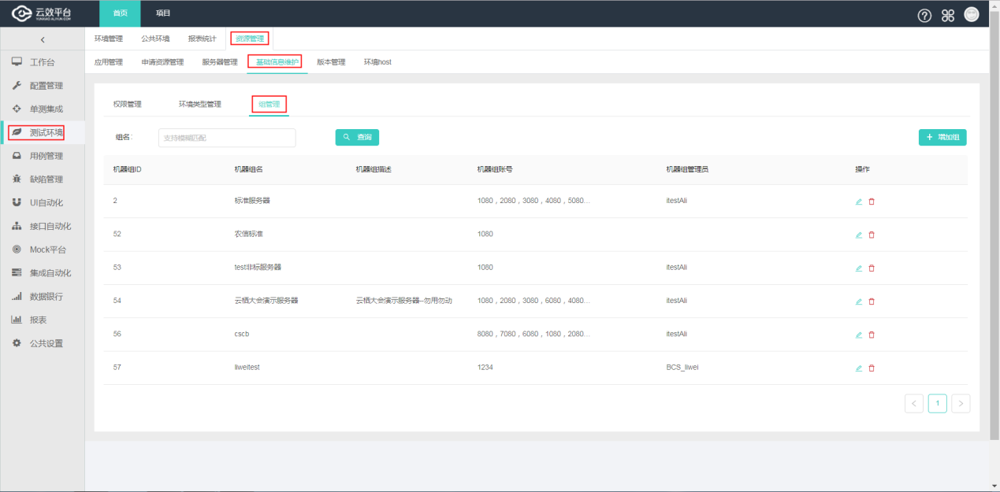 云效平台 首页 项目
YUNXIAO.ALIYUN.COM
环境管理 公共环境 报表统计 资源管理
应用管理 申请资源管理 服务器管理 基础信息维护 版本管理 环境host
工作台
配置管理
单测集成
测试环境
用例管理
缺陷管理
UI自动化
接口自动化
Mock平台
集成自动化
数据银行
报表
公共设置
权限管理 环境类型管理 组管理
组名: 支持模糊匹配 查询 + 增加组
机器组ID 机器组名 机器组描述 机器组账号 机器组管理员 操作
2 标准服务器 1080 , 2080 , 3080 , 4080 , 5080... itestAli
52 农信标准 1080
53 test非标服务器 1080 itestAli
54 云栖大会演示服务器 云栖大会演示服务器--勿用勿动 1080 , 2080 , 3080 , 6080 , 4080... itestAli
56 cscb 8080 , 7080 , 6080 , 1080 , 2080... itestAli
57 liweitest 1234 BCS_liwei
< 1 >